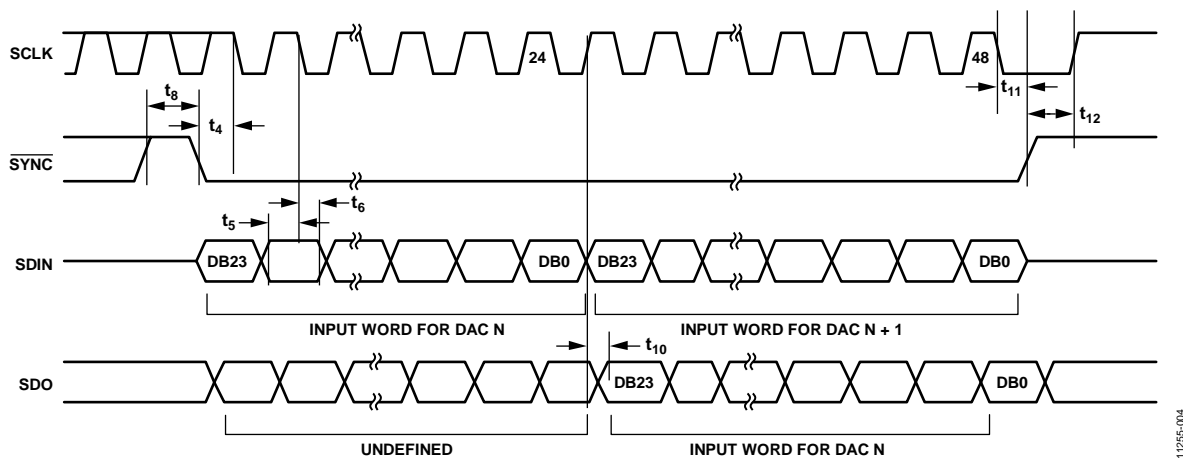 SCLK
24
48
t8
t4
t11
t12
SYNC
t5
t6
SDIN
DB23
DB0
DB23
DB0
INPUT WORD FOR DAC N
INPUT WORD FOR DAC N + 1
t10
SDO
DB23
DB0
UNDEFINED
INPUT WORD FOR DAC N
11255-004